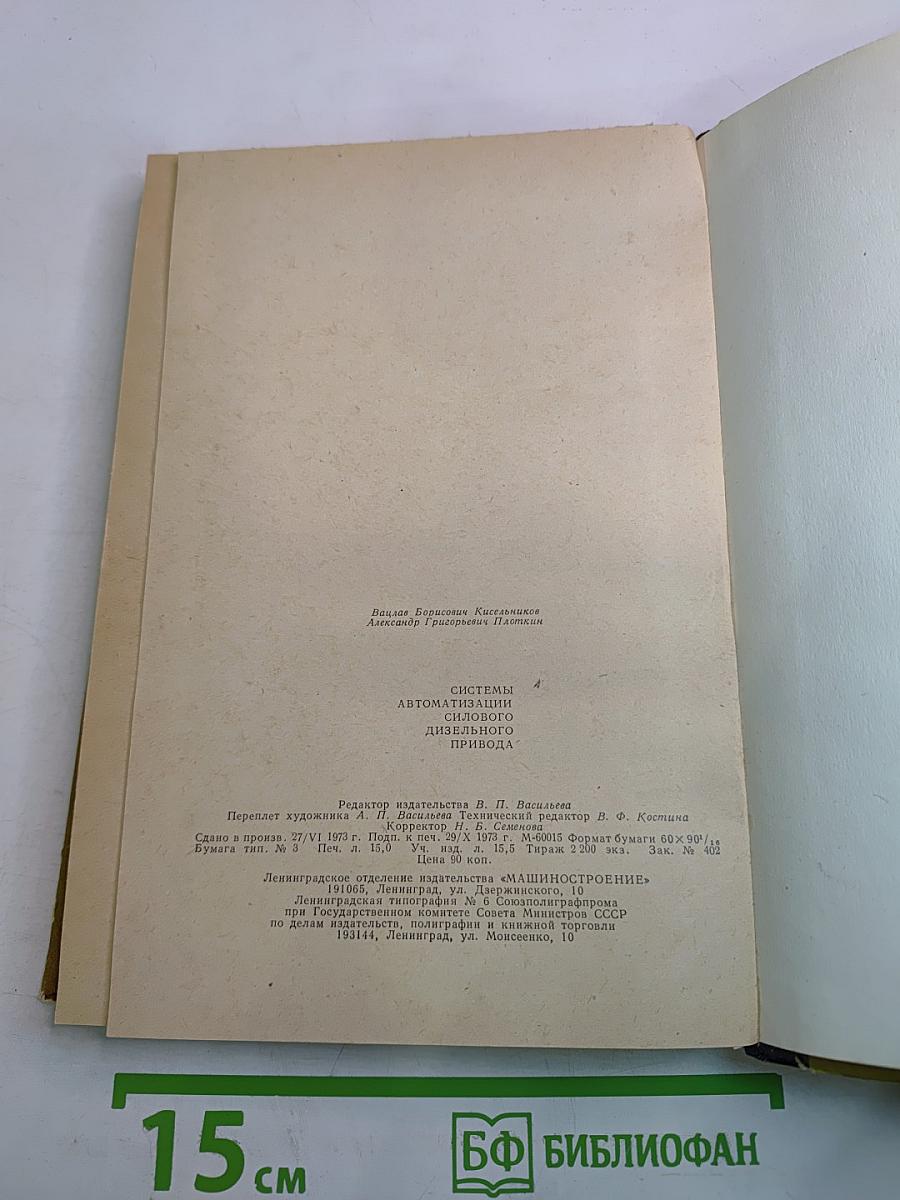 Вацлав Борисович Кисельников
Александр Григорьевич Плоткин
СИСТЕМЫ
АВТОМАТИЗАЦИИ
СИЛОВОГО
ДИЗЕЛЬНОГО
ПРИВОДА
Редактор издательства В. П. Васильева
Переплет художника А. П. Васильева Технический редактор В. Ф. Костина
Корректор Н. Б. Семенова
Сдано в произв. 27/VI 1973 г. Подп. к печ. 29/X 1973 г. М-60015 Формат бумаги 60×90¹/₁₆
Бумага тип. № 3 Печ. л. 15,0 Уч. изд. л. 15,5 Тираж 2 200 экз. Зак. № 402
Цена 90 коп.
Ленинградское отделение издательства «МАШИНОСТРОЕНИЕ»
191065, Ленинград, ул. Дзержинского, 10
Ленинградская типография № 6 Союзполиграфпрома
при Государственном комитете Совета Министров СССР
по делам издательств, полиграфии и книжной торговли
193144, Ленинград, ул. Моисеенко, 10
15 см
БФ БИБЛИОФАН